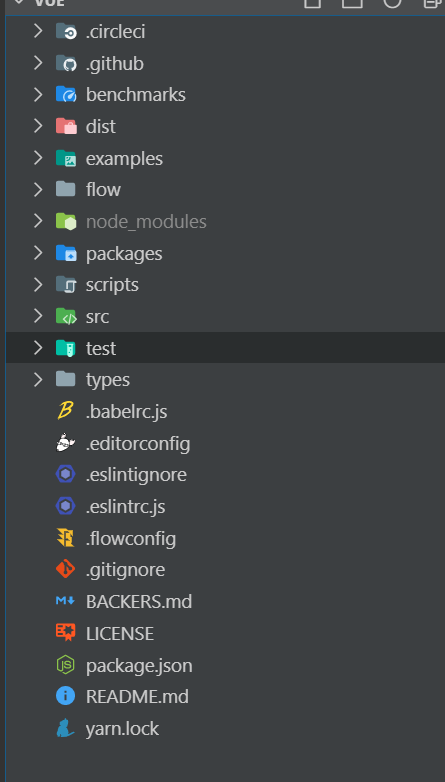 VUE
.circleci
.github
benchmarks
dist
examples
flow
node_modules
packages
scripts
src
test
types
.babelrc.js
.editorconfig
.eslintignore
.eslintrc.js
.flowconfig
.gitignore
BACKERS.md
LICENSE
package.json
README.md
yarn.lock